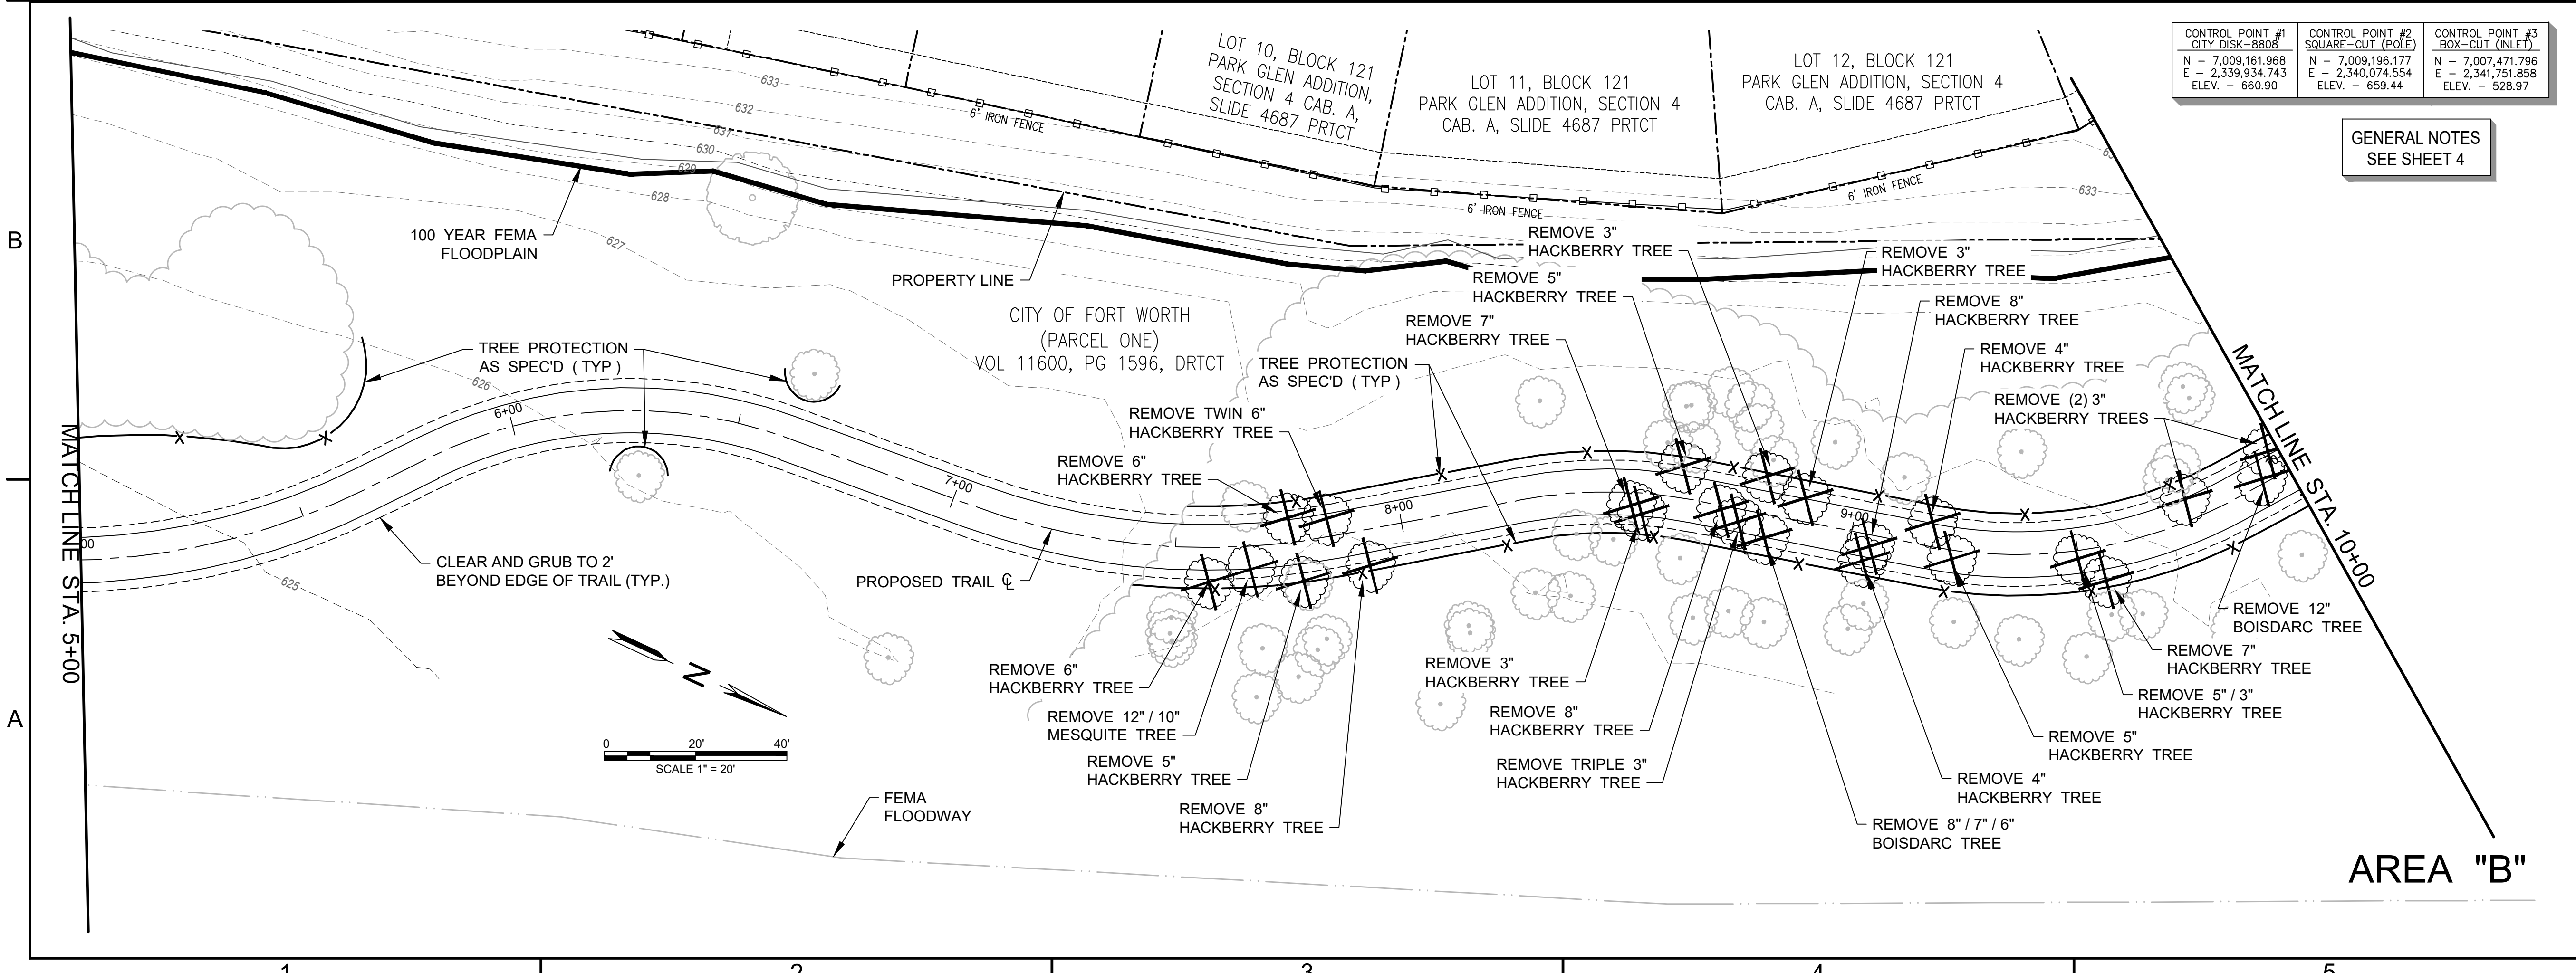 CONTROL POINT #1
CITY DISK-8808
N - 7,009,161.968
E - 2,339,934.743
ELEV. - 660.90
CONTROL POINT #2
SQUARE-CUT (POLE)
N - 7,009,196.177
E - 2,340,074.554
ELEV. - 659.44
CONTROL POINT #3
BOX-CUT (INLET)
N - 7,007,471.796
E - 2,341,751.858
ELEV. - 528.97
GENERAL NOTES
SEE SHEET 4
LOT 10, BLOCK 121
PARK GLEN ADDITION,
SECTION 4 CAB. A,
SLIDE 4687 PRTCT
LOT 11, BLOCK 121
PARK GLEN ADDITION, SECTION 4
CAB. A, SLIDE 4687 PRTCT
LOT 12, BLOCK 121
PARK GLEN ADDITION, SECTION 4
CAB. A, SLIDE 4687 PRTCT
6' IRON FENCE
6' IRON FENCE
6' IRON FENCE
633
632
631
630
629
628
627
626
625
633
B
A
100 YEAR FEMA
FLOODPLAIN
PROPERTY LINE
CITY OF FORT WORTH
(PARCEL ONE)
VOL 11600, PG 1596, DRTCT
TREE PROTECTION
AS SPEC'D ( TYP )
TREE PROTECTION
AS SPEC'D ( TYP )
REMOVE 3"
HACKBERRY TREE
REMOVE 5"
HACKBERRY TREE
REMOVE 7"
HACKBERRY TREE
REMOVE TWIN 6"
HACKBERRY TREE
REMOVE 6"
HACKBERRY TREE
REMOVE 3"
HACKBERRY TREE
REMOVE 8"
HACKBERRY TREE
REMOVE 4"
HACKBERRY TREE
REMOVE (2) 3"
HACKBERRY TREES
MATCH LINE STA. 5+00
MATCH LINE STA. 10+00
00
6+00
7+00
8+00
9+00
CLEAR AND GRUB TO 2'
BEYOND EDGE OF TRAIL (TYP.)
PROPOSED TRAIL ℄
N
0 20' 40'
SCALE 1" = 20'
FEMA
FLOODWAY
REMOVE 6"
HACKBERRY TREE
REMOVE 12" / 10"
MESQUITE TREE
REMOVE 5"
HACKBERRY TREE
REMOVE 8"
HACKBERRY TREE
REMOVE 3"
HACKBERRY TREE
REMOVE 8"
HACKBERRY TREE
REMOVE TRIPLE 3"
HACKBERRY TREE
REMOVE 8" / 7" / 6"
BOISDARC TREE
REMOVE 4"
HACKBERRY TREE
REMOVE 5"
HACKBERRY TREE
REMOVE 5" / 3"
HACKBERRY TREE
REMOVE 7"
HACKBERRY TREE
REMOVE 12"
BOISDARC TREE
AREA "B"
1 2 3 4 5